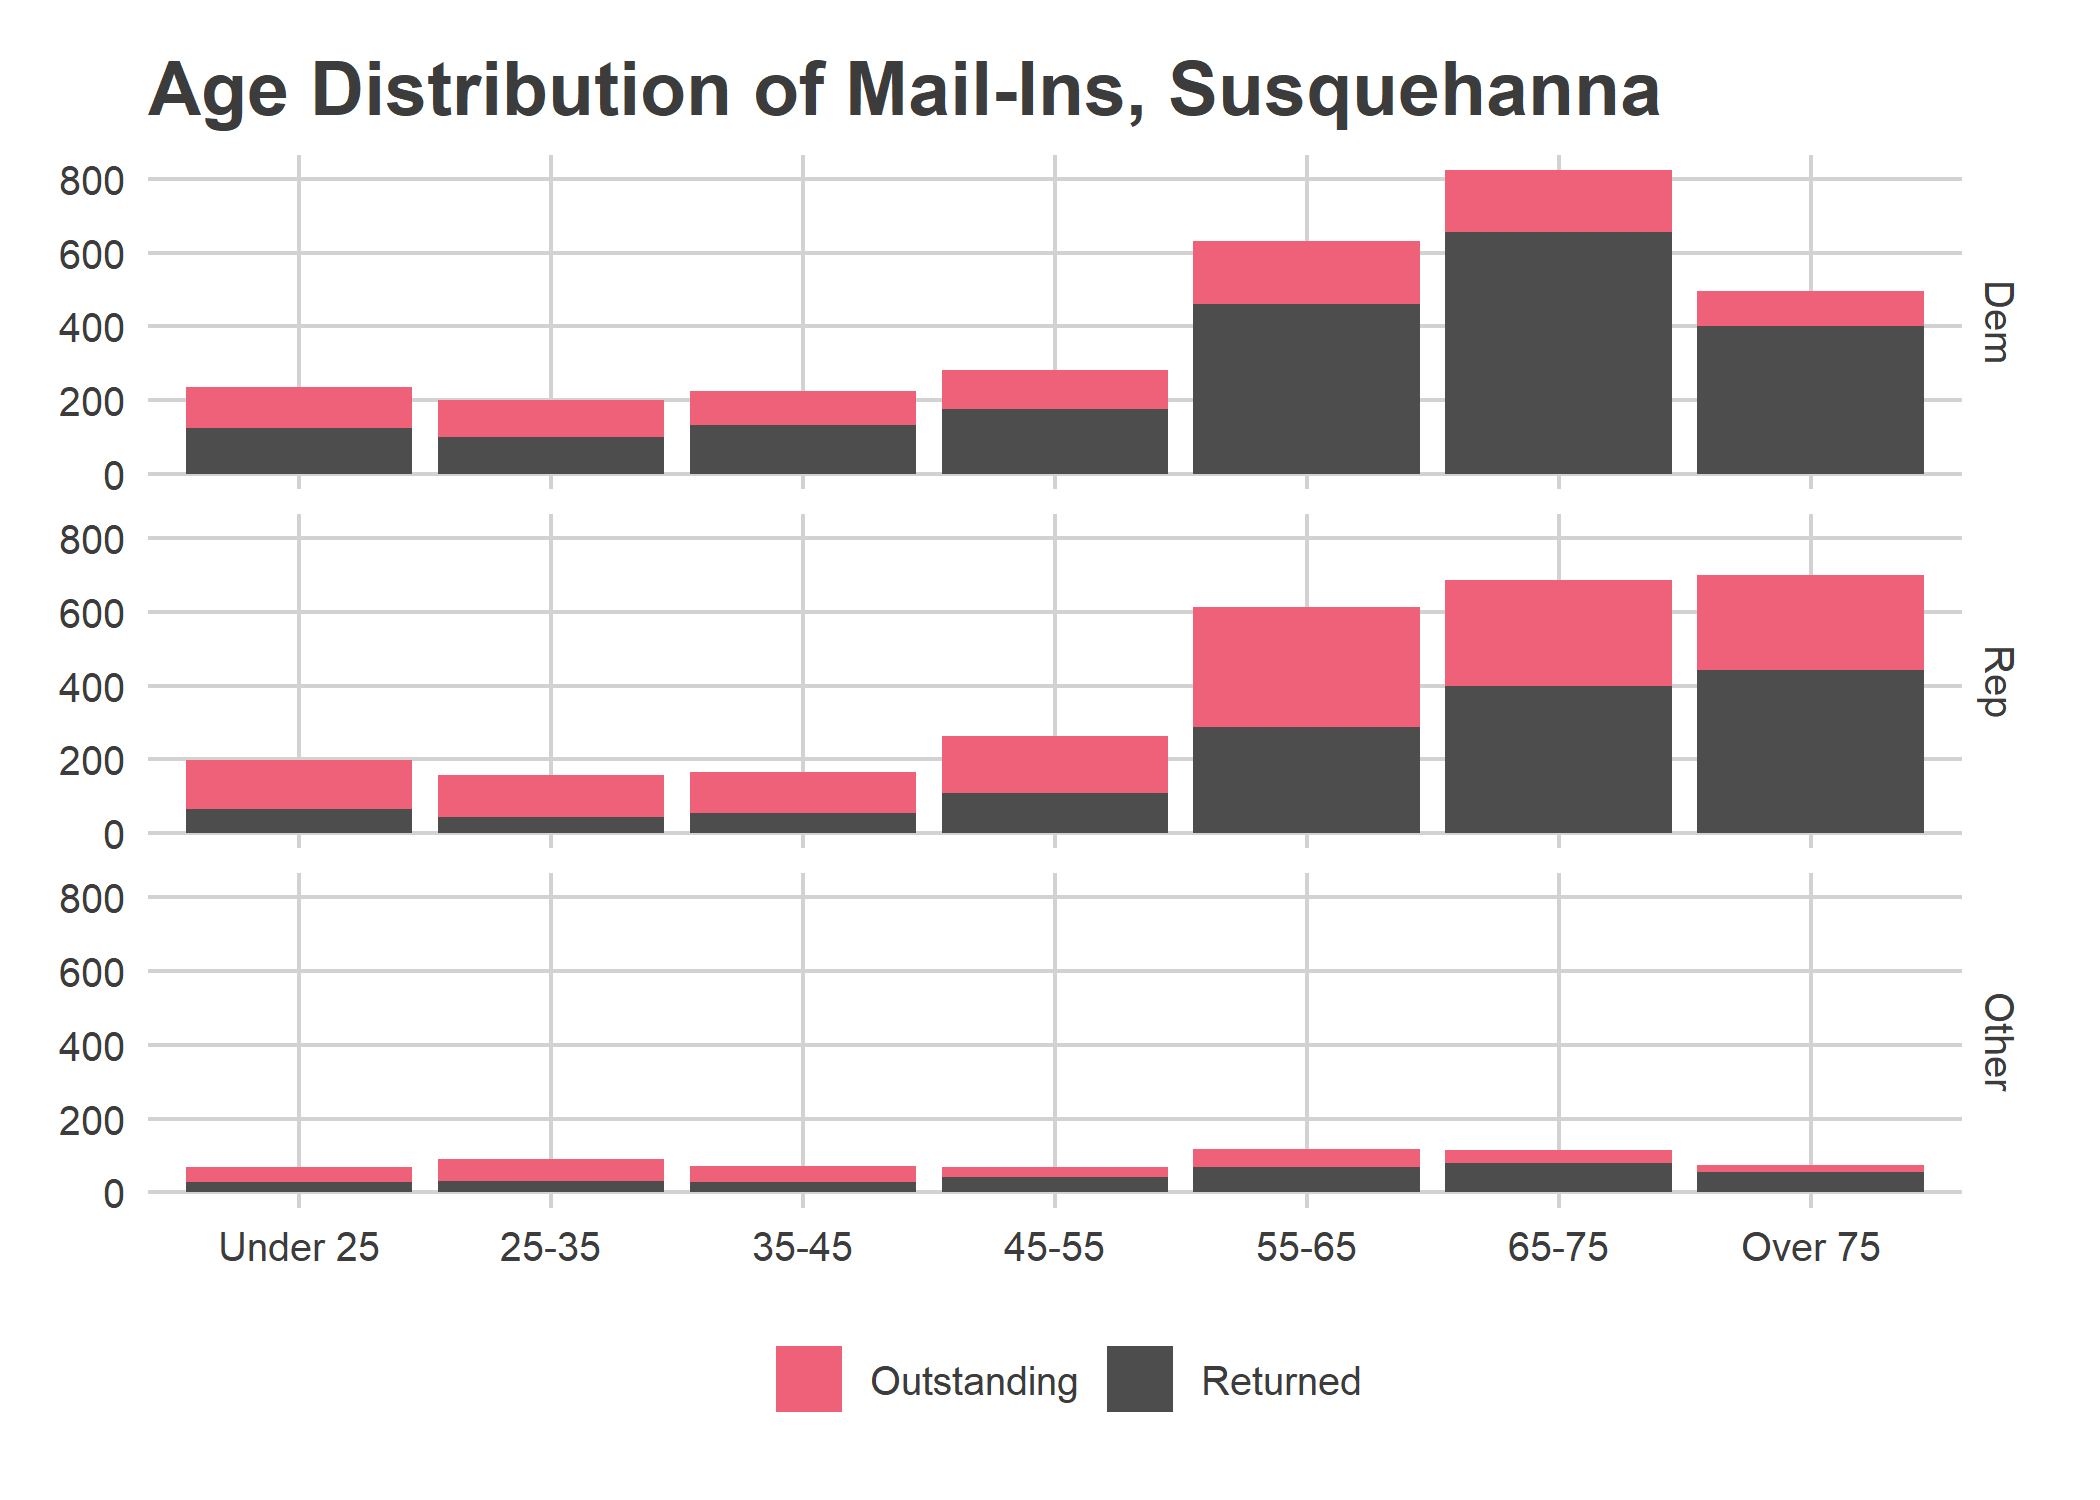 Age Distribution of Mail-Ins, Susquehanna
800
600
400
200
0
Dem
800
600
400
200
0
Rep
800
600
400
200
0
Other
Under 25 25-35 35-45 45-55 55-65 65-75 Over 75
Outstanding Returned